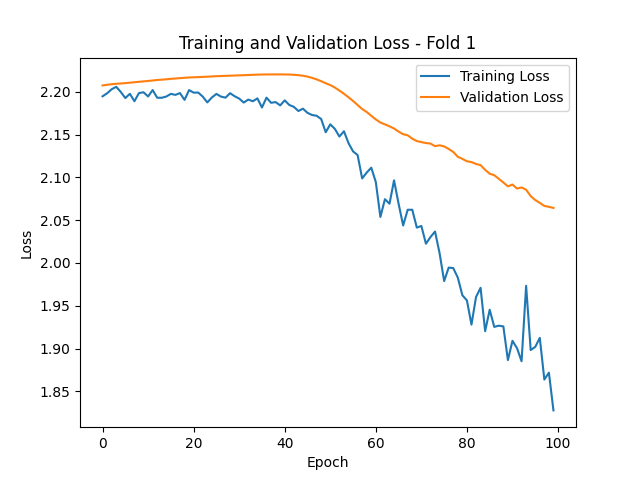 Training and Validation Loss - Fold 1
Training Loss
Validation Loss
2.20
2.15
2.10
2.05
2.00
1.95
1.90
1.85
Loss
0
20
40
60
80
100
Epoch